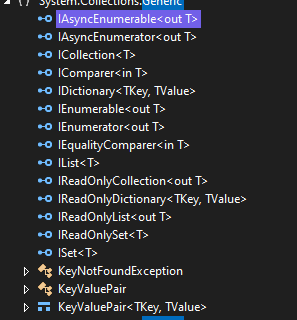 { } System.Collections.Generic
IAsyncEnumerable<out T>
IAsyncEnumerator<out T>
ICollection<T>
IComparer<in T>
IDictionary<TKey, TValue>
IEnumerable<out T>
IEnumerator<out T>
IEqualityComparer<in T>
IList<T>
IReadOnlyCollection<out T>
IReadOnlyDictionary<TKey, TValue>
IReadOnlyList<out T>
IReadOnlySet<T>
ISet<T>
KeyNotFoundException
KeyValuePair
KeyValuePair<TKey, TValue>